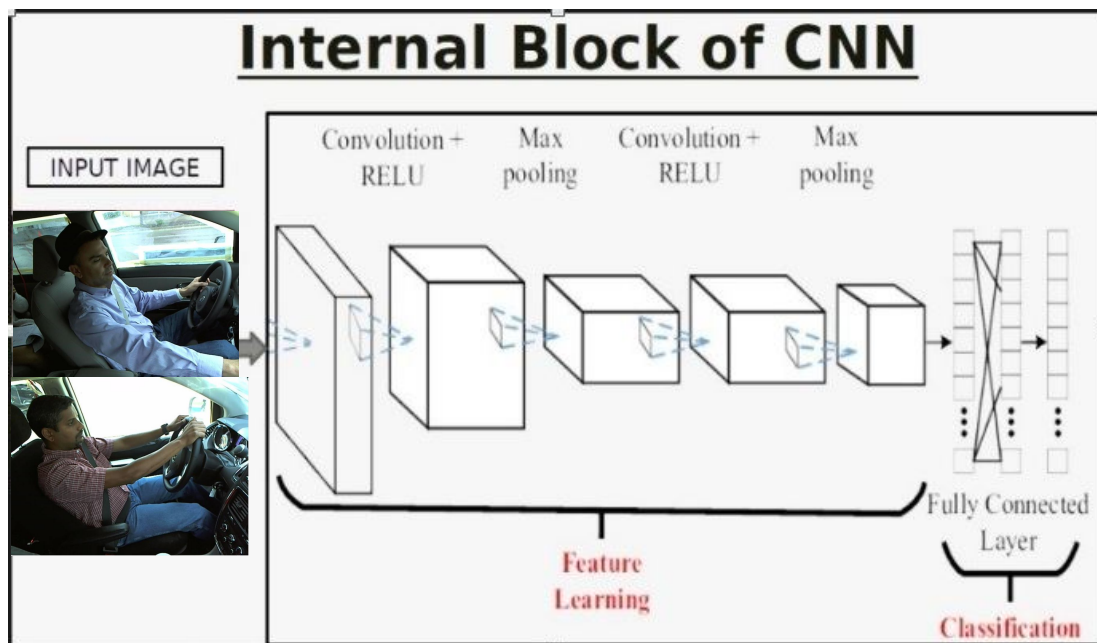 Internal Block of CNN
INPUT IMAGE
Convolution +
RELU
Max
pooling
Convolution +
RELU
Max
pooling
Fully Connected
Layer
Feature
Learning
Classification